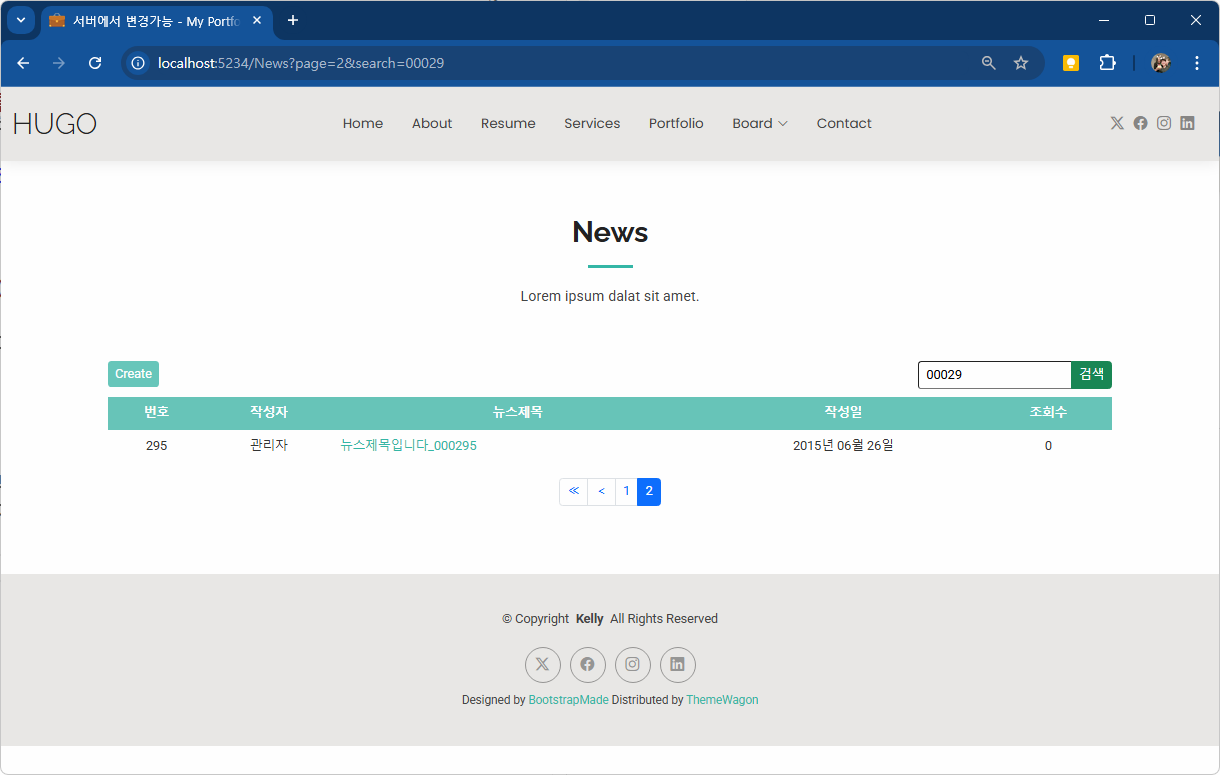 서버에서 변경가능 - My Portfo
localhost:5234/News?page=2&search=00029
HUGO
Home About Resume Services Portfolio Board Contact
News
Lorem ipsum dalat sit amet.
Create 00029 검색
번호 작성자 뉴스제목 작성일 조회수
295 관리자 뉴스제목입니다_000295 2015년 06월 26일 0
≪ < 1 2
© Copyright Kelly All Rights Reserved
Designed by BootstrapMade Distributed by ThemeWagon